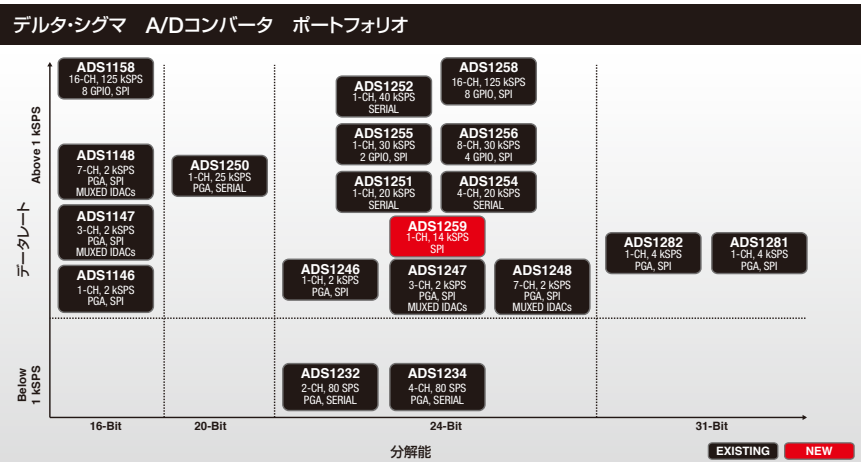 デルタ・シグマ A/Dコンバータ ポートフォリオ
データレート
Above 1 kSPS
Below
1 kSPS
ADS1158
16-CH, 125 kSPS
8 GPIO, SPI
ADS1148
7-CH, 2 kSPS
PGA, SPI
MUXED IDACs
ADS1147
3-CH, 2 kSPS
PGA, SPI
MUXED IDACs
ADS1146
1-CH, 2 kSPS
PGA, SPI
ADS1250
1-CH, 25 kSPS
PGA, SERIAL
ADS1252
1-CH, 40 kSPS
SERIAL
ADS1258
16-CH, 125 kSPS
8 GPIO, SPI
ADS1255
1-CH, 30 kSPS
2 GPIO, SPI
ADS1256
8-CH, 30 kSPS
4 GPIO, SPI
ADS1251
1-CH, 20 kSPS
SERIAL
ADS1254
4-CH, 20 kSPS
SERIAL
ADS1259
1-CH, 14 kSPS
SPI
ADS1246
1-CH, 2 kSPS
PGA, SPI
ADS1247
3-CH, 2 kSPS
PGA, SPI
MUXED IDACs
ADS1248
7-CH, 2 kSPS
PGA, SPI
MUXED IDACs
ADS1282
1-CH, 4 kSPS
PGA, SPI
ADS1281
1-CH, 4 kSPS
PGA, SPI
ADS1232
2-CH, 80 SPS
PGA, SERIAL
ADS1234
4-CH, 80 SPS
PGA, SERIAL
16-Bit
20-Bit
24-Bit
31-Bit
分解能
EXISTING
NEW